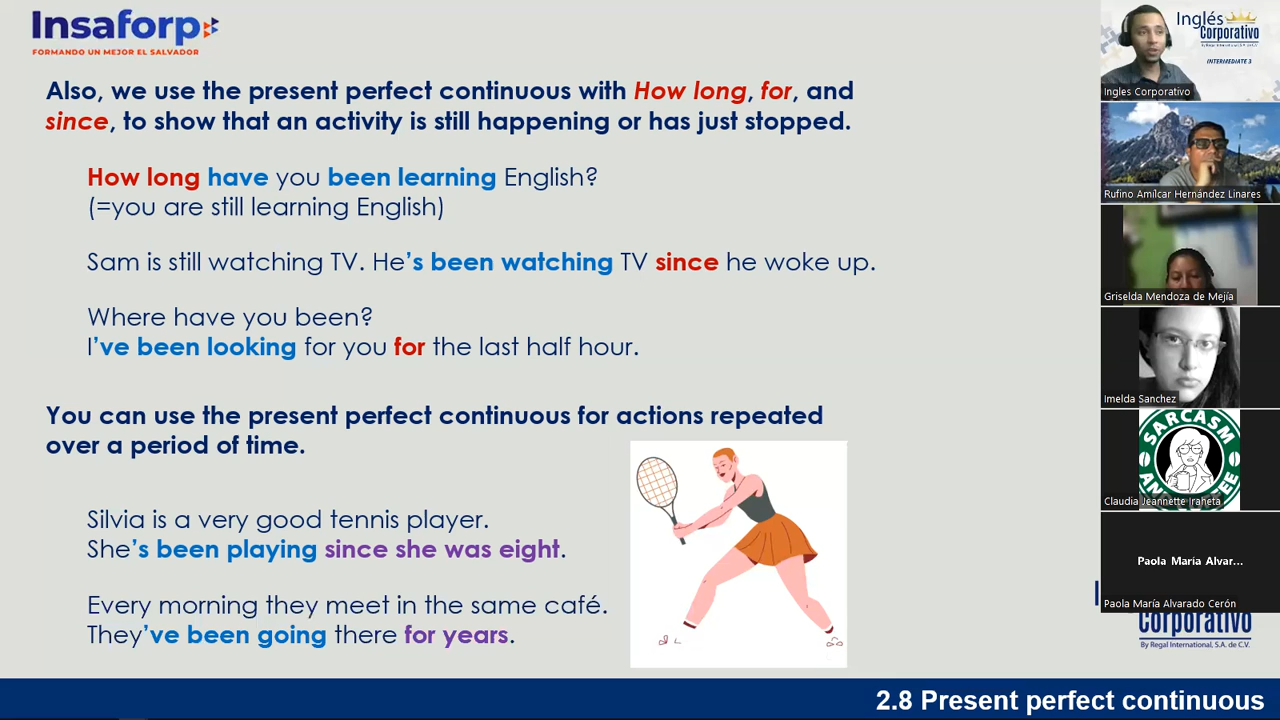 Insaforp
FORMANDO UN MEJOR EL SALVADOR
Also, we use the present perfect continuous with How long, for, and
since, to show that an activity is still happening or has just stopped.
How long have you been learning English?
(=you are still learning English)
Sam is still watching TV. He's been watching TV since he woke up.
Where have you been?
I've been looking for you for the last half hour.
You can use the present perfect continuous for actions repeated
over a period of time.
Silvia is a very good tennis player.
She's been playing since she was eight.
Every morning they meet in the same café.
They've been going there for years.
2.8 Present perfect continuous
Inglés
Corporativo
By Regal International, S.A. de C.V.
INTERMEDIATE 3
Ingles Corporativo
Rufino Amílcar Hernández Linares
Griselda Mendoza de Mejía
Imelda Sanchez
SARCASM
Claudia Jeannette Iraheta
Paola María Alvar...
Paola María Alvarado Cerón
Corporativo
By Regal International, S.A. de C.V.